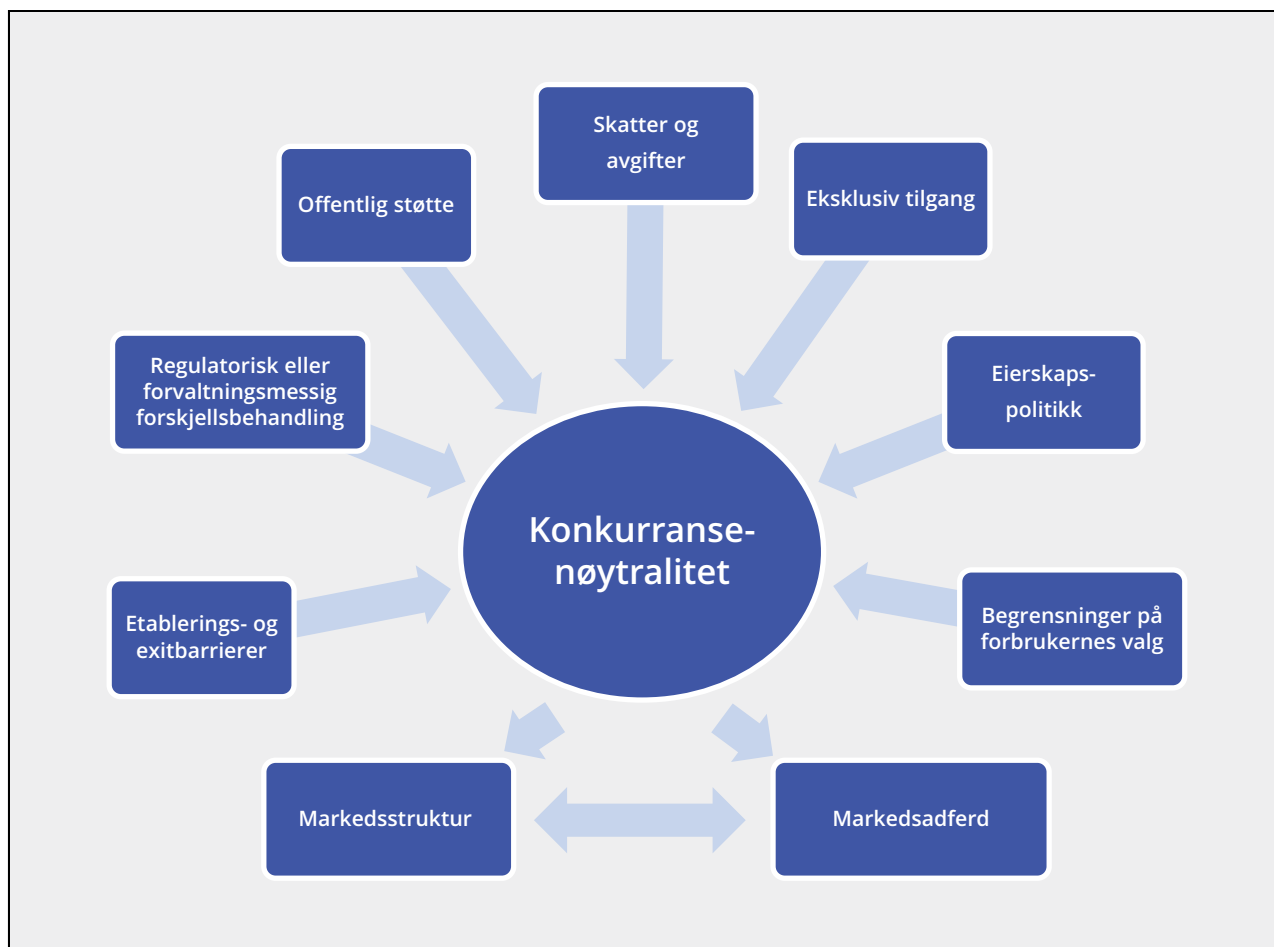 Skatter og
avgifter
Offentlig støtte
Eksklusiv tilgang
Regulatorisk eller
forvaltningsmessig
forskjellsbehandling
Eierskaps-
politikk
Konkurranse-
nøytralitet
Etablerings- og
exitbarrierer
Begrensninger på
forbrukernes valg
Markedsstruktur
Markedsadferd